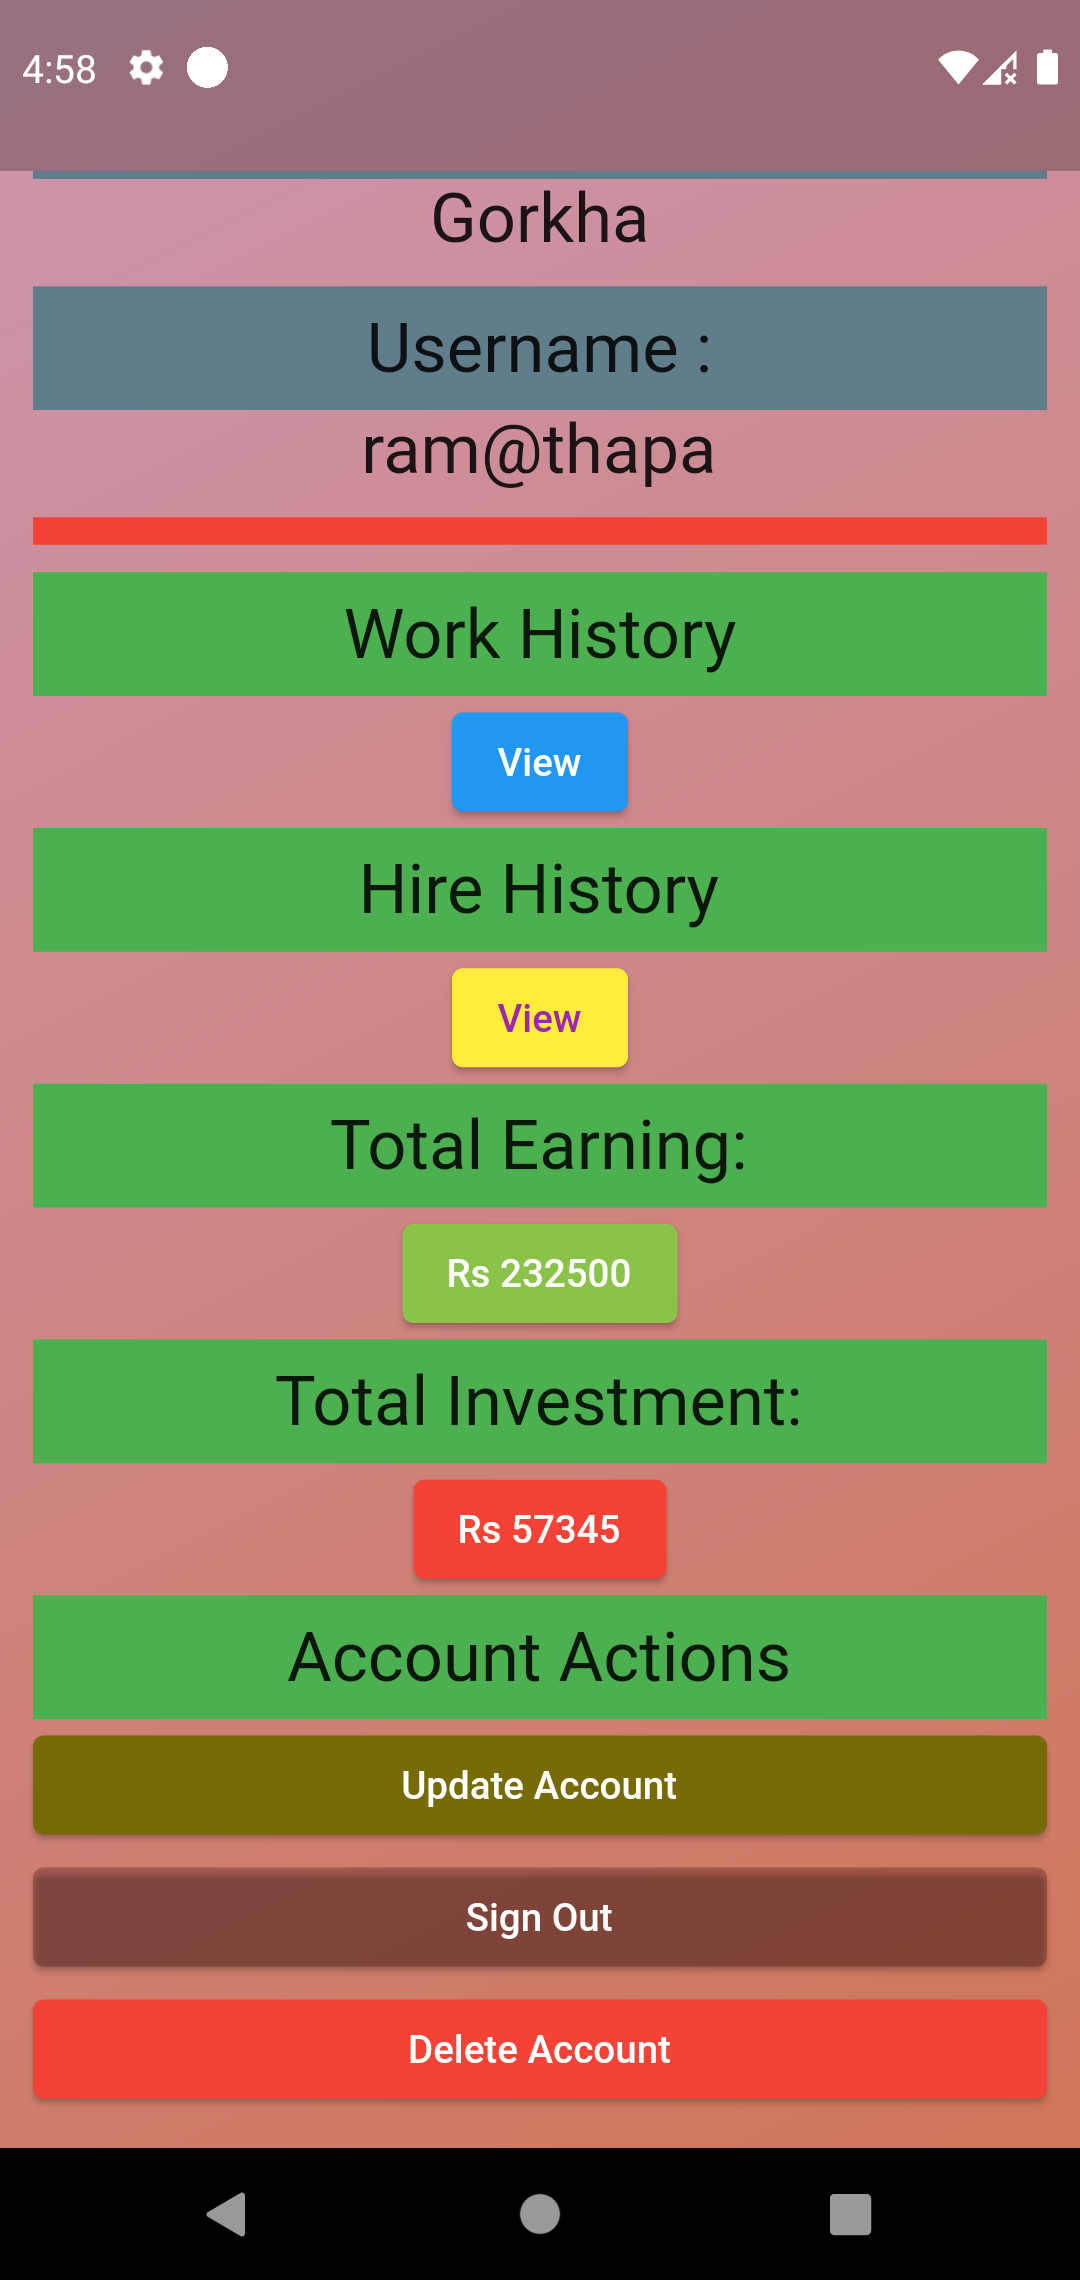 4:58
Gorkha
Username :
ram@thapa
Work History
View
Hire History
View
Total Earning:
Rs 232500
Total Investment:
Rs 57345
Account Actions
Update Account
Sign Out
Delete Account